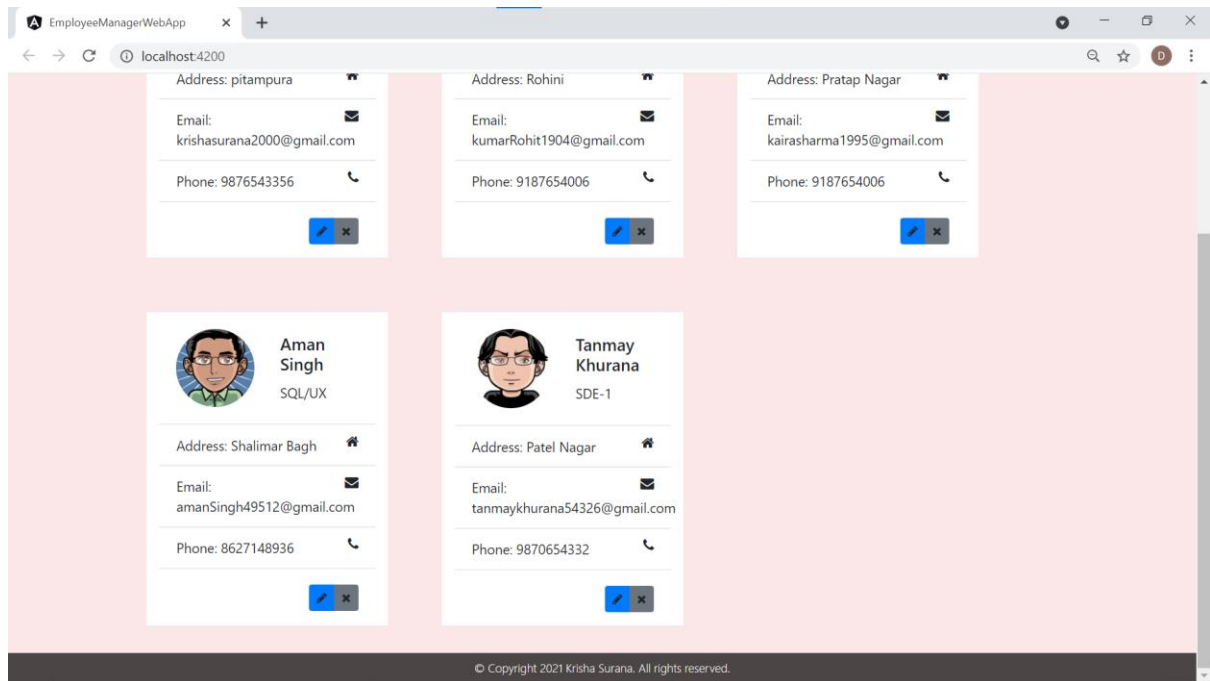 EmployeeManagerWebApp
localhost:4200
D
Address: pitampura
Email:
krishasurana2000@gmail.com
Phone: 9876543356
Address: Rohini
Email:
kumarRohit1904@gmail.com
Phone: 9187654006
Address: Pratap Nagar
Email:
kairasharma1995@gmail.com
Phone: 9187654006
Aman
Singh
SQL/UX
Address: Shalimar Bagh
Email:
amanSingh49512@gmail.com
Phone: 8627148936
Tanmay
Khurana
SDE-1
Address: Patel Nagar
Email:
tanmaykhurana54326@gmail.com
Phone: 9870654332
© Copyright 2021 Krisha Surana. All rights reserved.